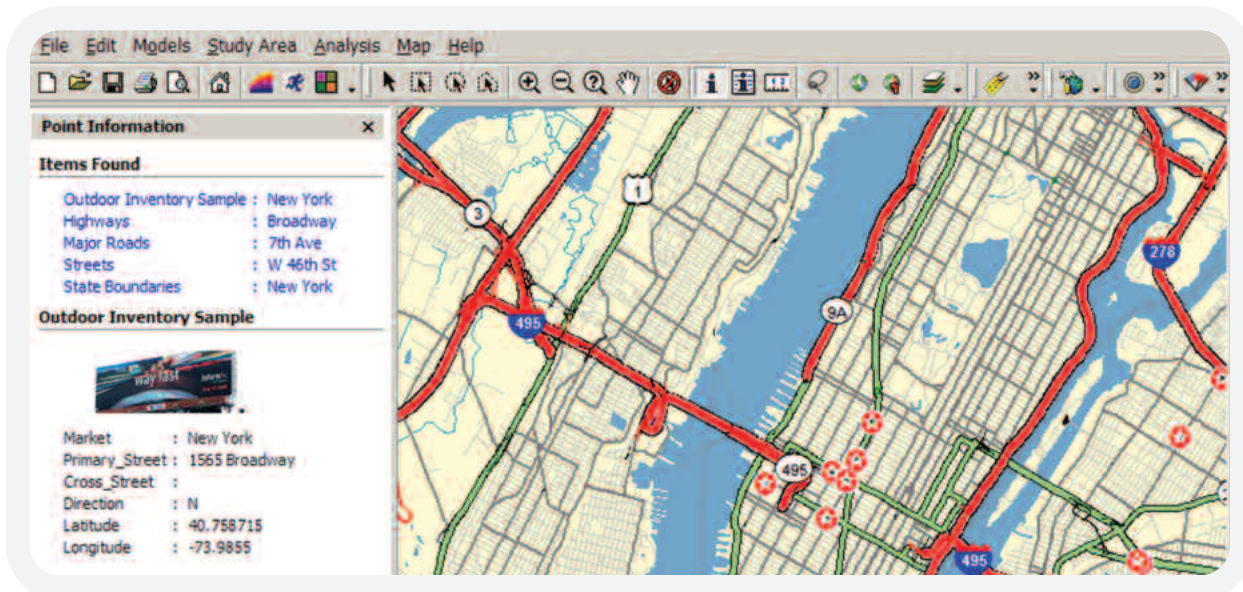 File Edit Models Study Area Analysis Map Help
Point Information
Items Found
Outdoor Inventory Sample : New York
Highways : Broadway
Major Roads : 7th Ave
Streets : W 46th St
State Boundaries : New York
Outdoor Inventory Sample
way fast
Market : New York
Primary_Street : 1565 Broadway
Cross_Street :
Direction : N
Latitude : 40.758715
Longitude : -73.9855
1
3
278
9A
495
495
495